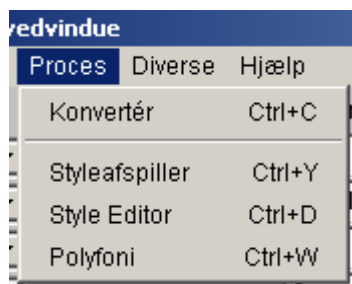 vedvindue
Proces Diverse Hjælp
Konvertér Ctrl+C
Styleafspiller Ctrl+Y
Style Editor Ctrl+D
Polyfoni Ctrl+W